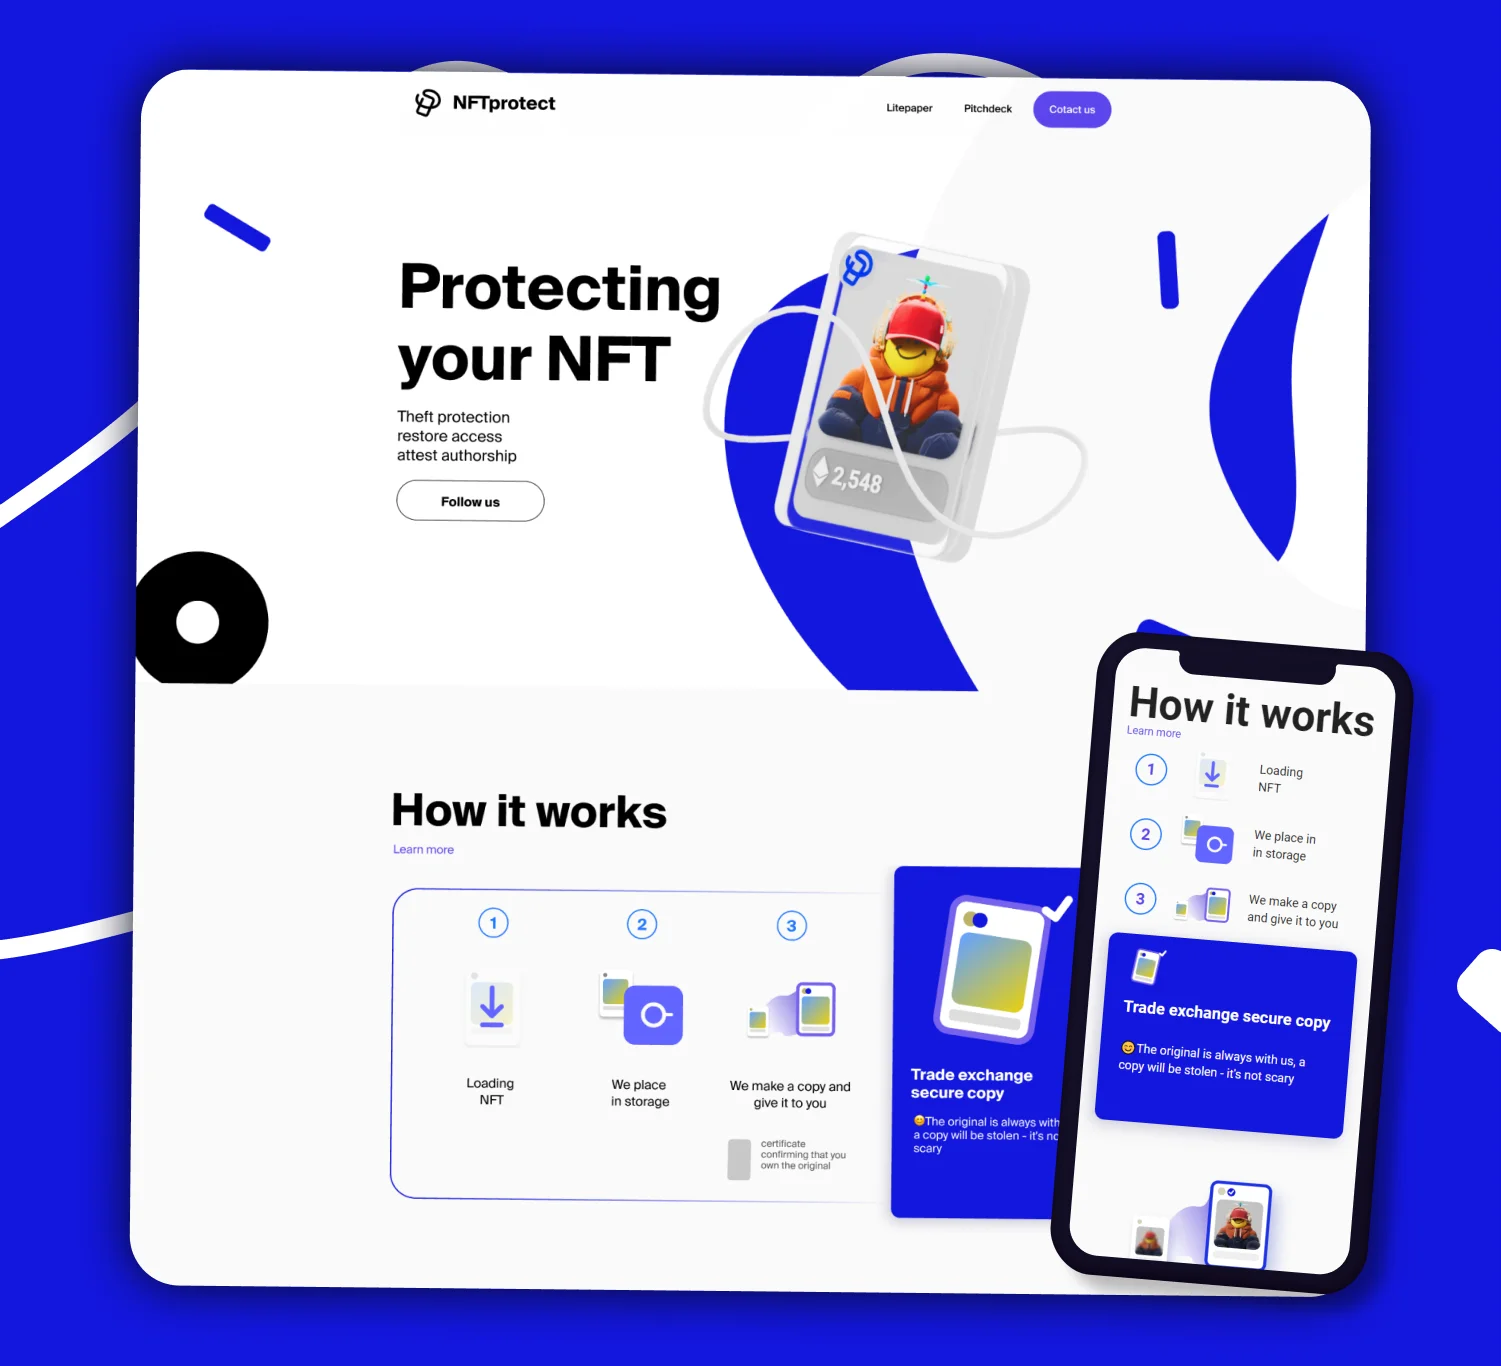 NFTprotect
Litepaper
Pitchdeck
Cotact us
Protecting
your NFT
Theft protection
restore access
attest authorship
Follow us
2,548
How it works
Learn more
1
2
3
Loading
NFT
We place
in storage
We make a copy and
give it to you
certificate
confirming that you
own the original
Trade exchange
secure copy
😊The original is always with
a copy will be stolen - it's no
scary
How it works
Learn more
1
Loading
NFT
2
We place in
in storage
3
We make a copy
and give it to you
Trade exchange secure copy
😊The original is always with us, a
copy will be stolen - it's not scary